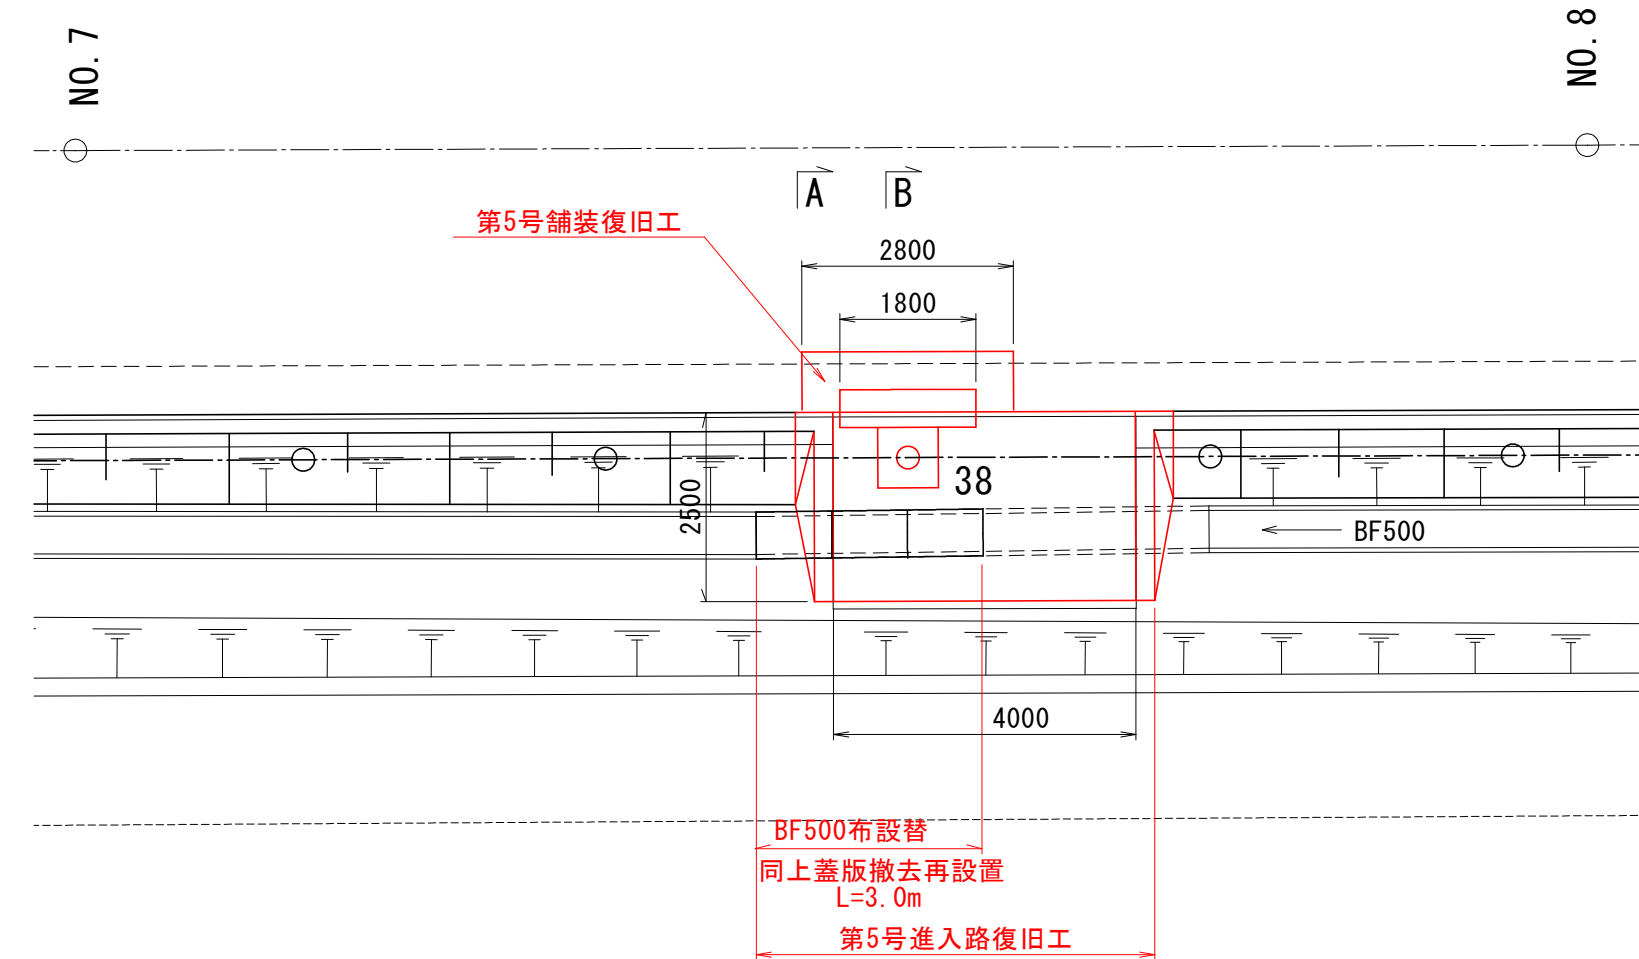 NO. 7
NO. 8
A
B
第5号舗装復旧工
2800
1800
38
2500
BF500
4000
BF500布設替
同上蓋版撤去再設置
L=3.0m
第5号進入路復旧工